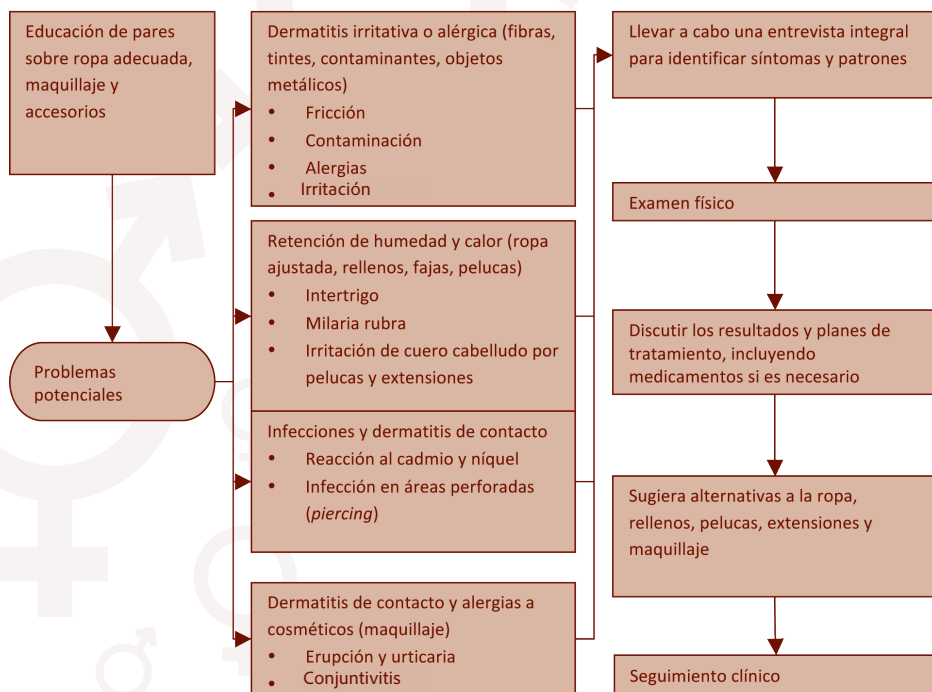 Educación de pares
sobre ropa adecuada,
maquillaje y
accesorios
Problemas
potenciales
Dermatitis irritativa o alérgica (fibras,
tintes, contaminantes, objetos
metálicos)
• Fricción
• Contaminación
• Alergias
• Irritación
Retención de humedad y calor (ropa
ajustada, rellenos, fajas, pelucas)
• Intertrigo
• Milaria rubra
• Irritación de cuero cabelludo por
pelucas y extensiones
Infecciones y dermatitis de contacto
• Reacción al cadmio y níquel
• Infección en áreas perforadas
(piercing)
Dermatitis de contacto y alergias a
cosméticos (maquillaje)
• Erupción y urticaria
• Conjuntivitis
Llevar a cabo una entrevista integral
para identificar síntomas y patrones
Examen físico
Discutir los resultados y planes de
tratamiento, incluyendo
medicamentos si es necesario
Sugiera alternativas a la ropa,
rellenos, pelucas, extensiones y
maquillaje
Seguimiento clínico